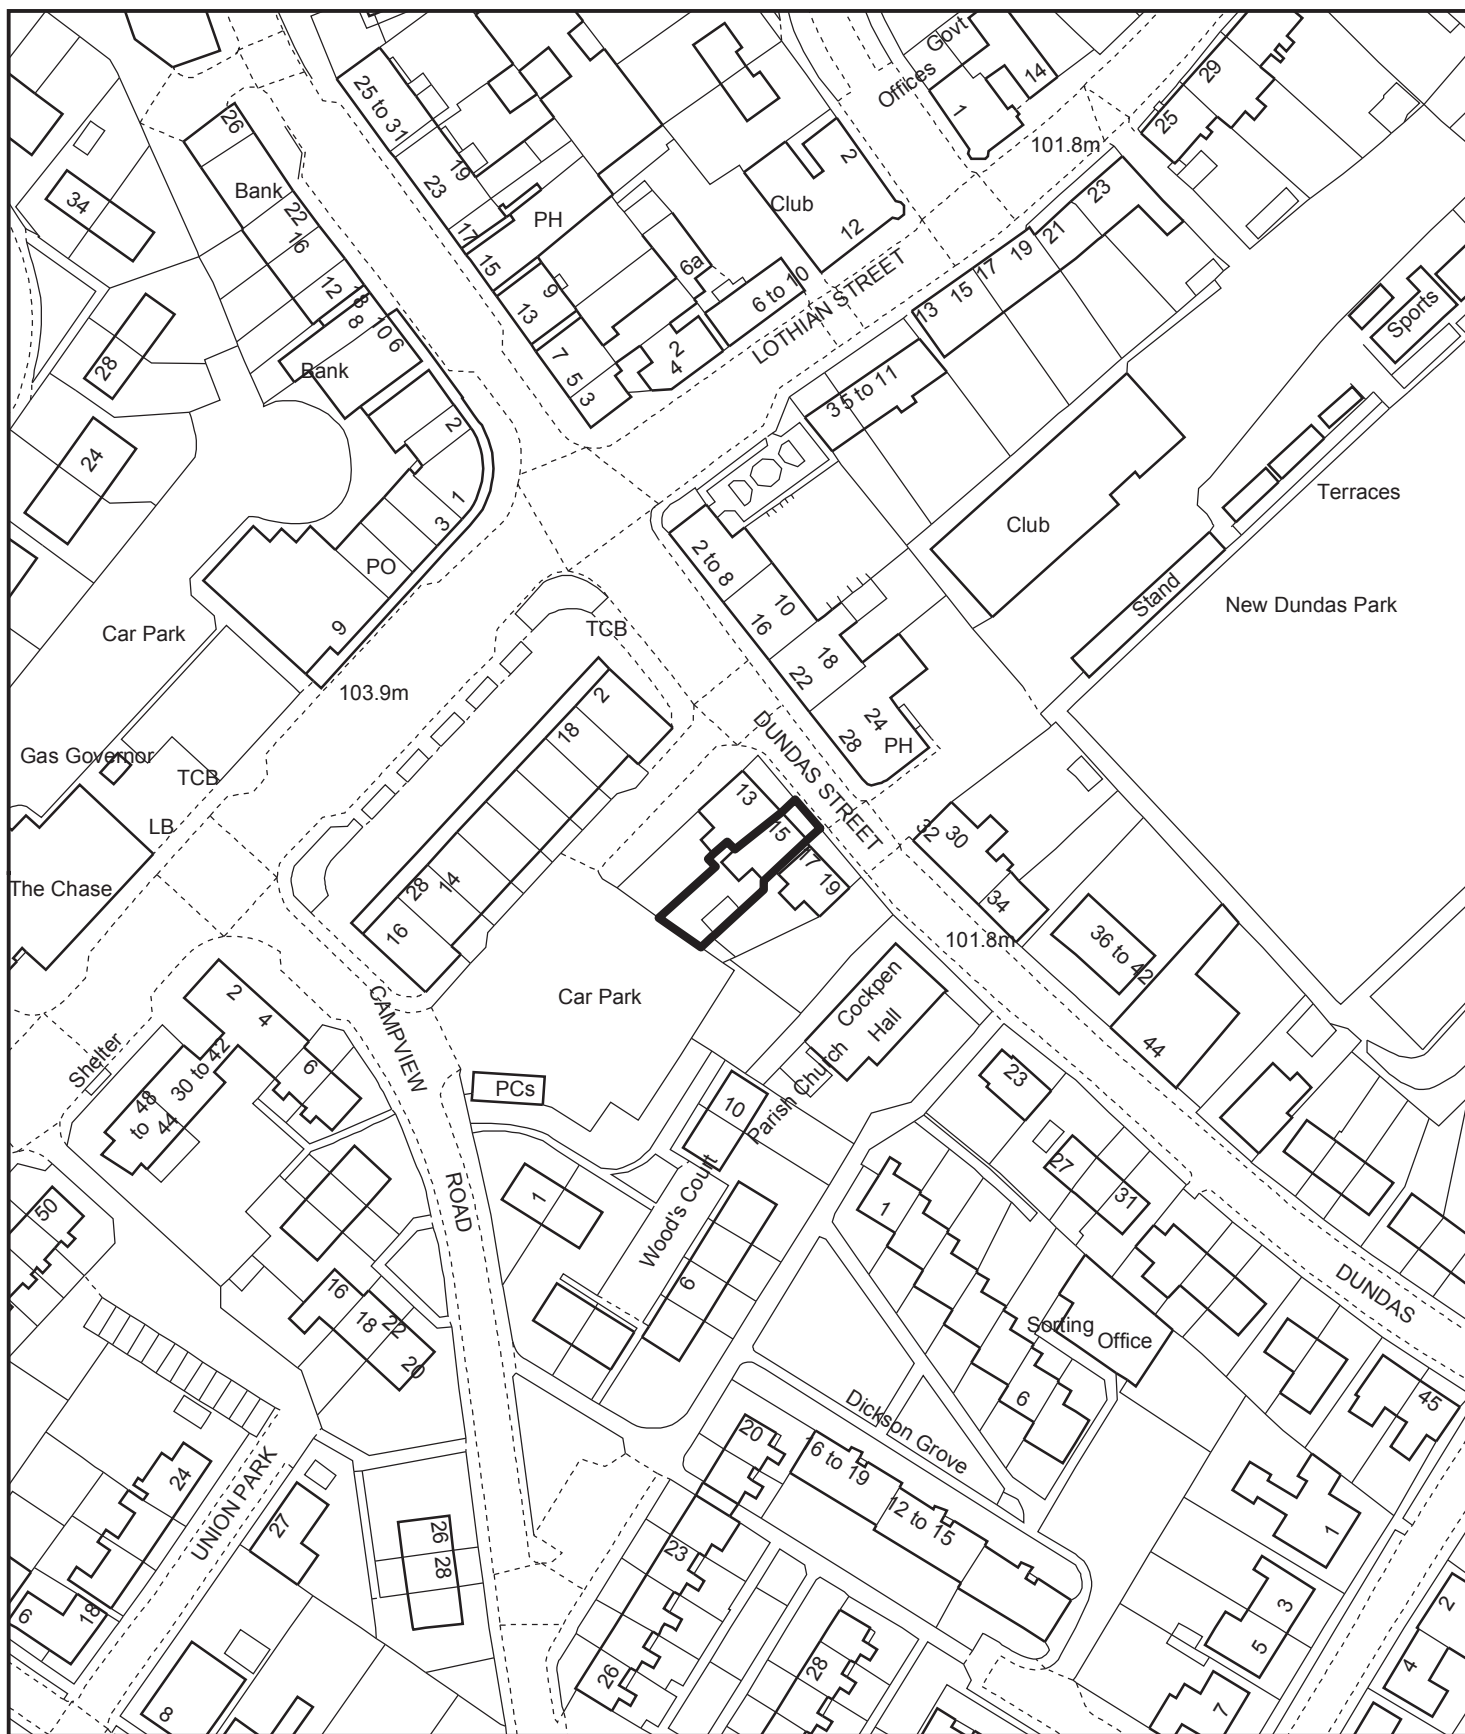 Govt
Offices
14
1
29
25
101.8m
25 to 31
26
19
23
2
Bank
34
22
17
PH
Club
12
23
16
15
6a
21
19
17
12
18
9
13
6 to 10
15
13
LOTHIAN STREET
8
10
6
Sports
28
Bank
7
5
3
2
4
3
5 to 11
2
24
1
3
Terraces
Club
PO
2 to 8
10
16
Stand
New Dundas Park
Car Park
9
TCB
18
22
103.9m
2
18
24
28
PH
Gas Governor
TCB
DUNDAS STREET
13
15
LB
17
19
32
30
34
The Chase
28
14
16
101.8m
36 to 42
Cockpen
Hall
Parish Church
Car Park
2
4
6
CAMPVIEW
44
Shelter
30 to 42
48
to
44
PCs
10
23
27
31
ROAD
1
Wood's Court
1
50
6
16
18
22
20
DUNDAS
Sorting
Office
6
45
Dickson Grove
20
16 to 19
12 to 15
24
UNION PARK
27
26
28
23
1
3
5
2
4
6
18
26
28
8
7